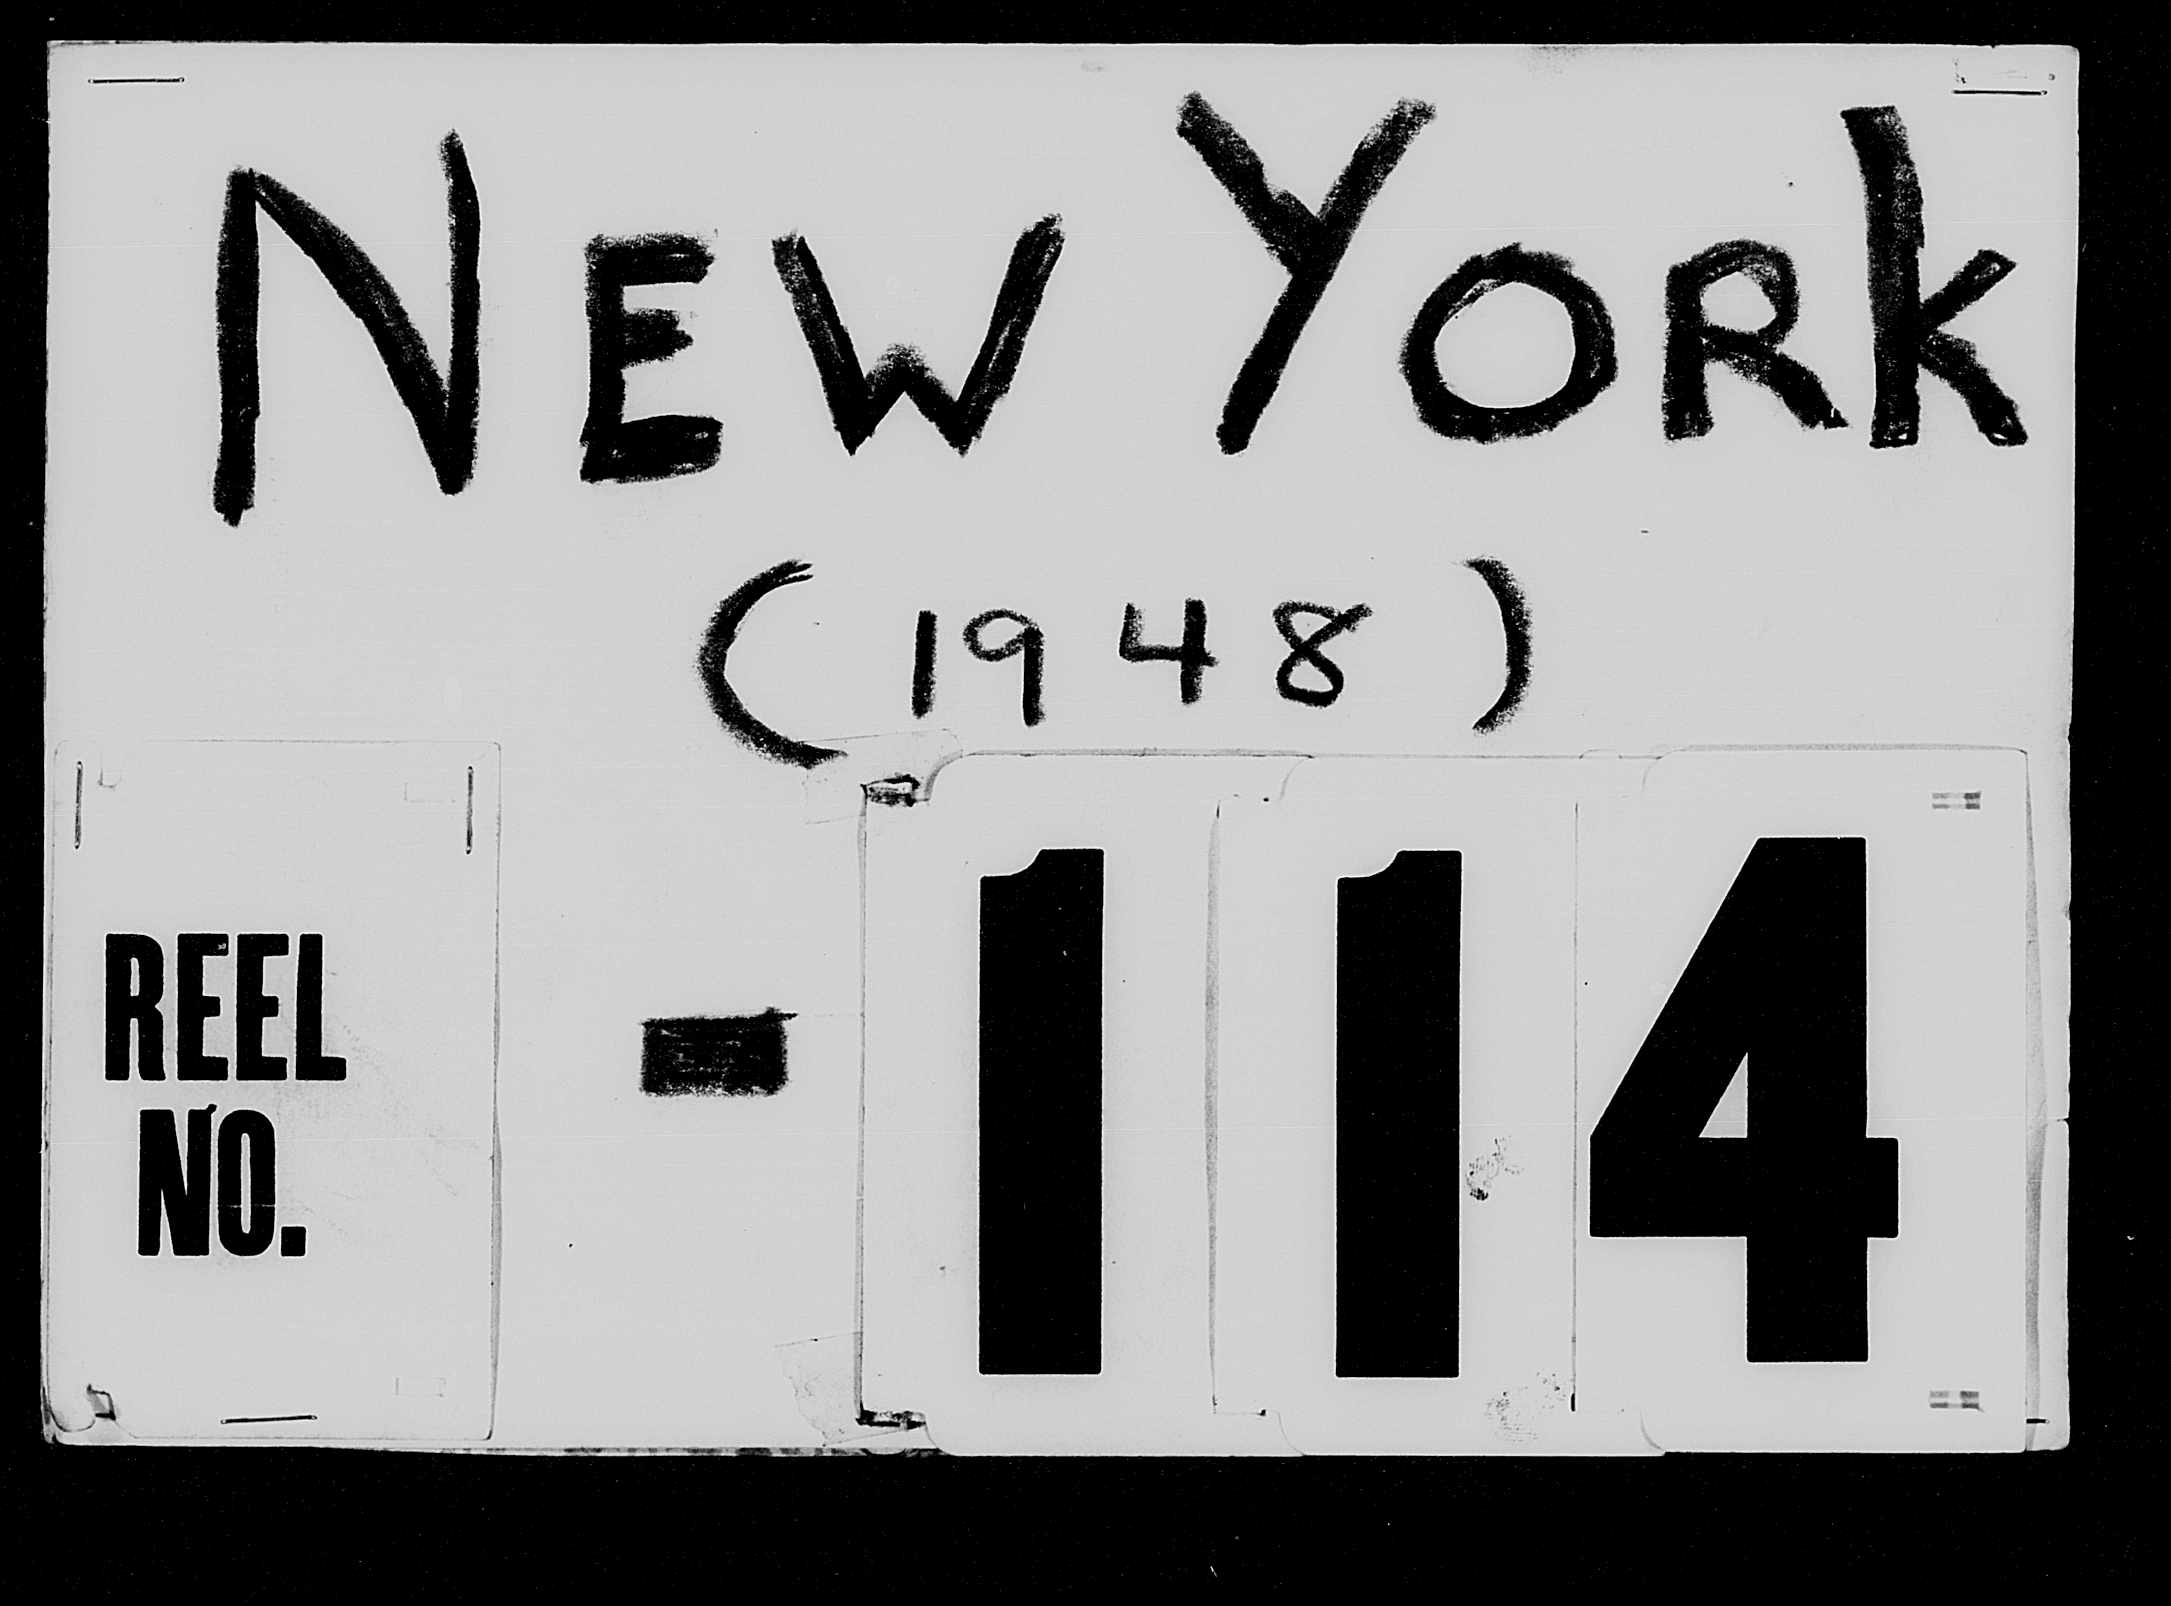 NEW YORK
(1948)
REEL
NO.
- 114